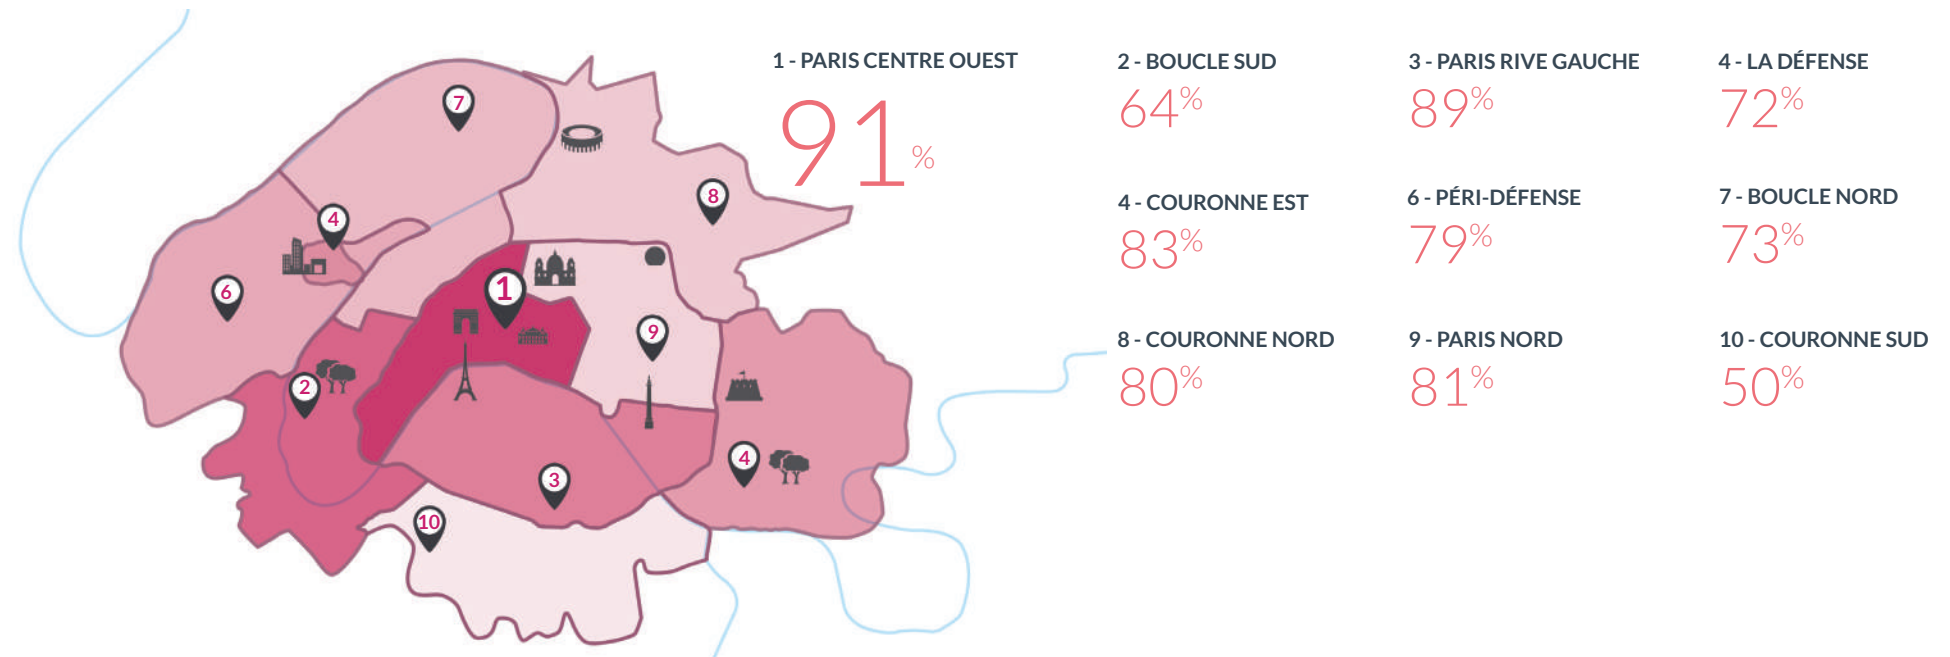 1 - PARIS CENTRE OUEST
91%
2 - BOUCLE SUD
64%
3 - PARIS RIVE GAUCHE
89%
4 - LA DÉFENSE
72%
4 - COURONNE EST
83%
6 - PÉRI-DÉFENSE
79%
7 - BOUCLE NORD
73%
8 - COURONNE NORD
80%
9 - PARIS NORD
81%
10 - COURONNE SUD
50%
7
8
4
6
1
9
2
4
3
10